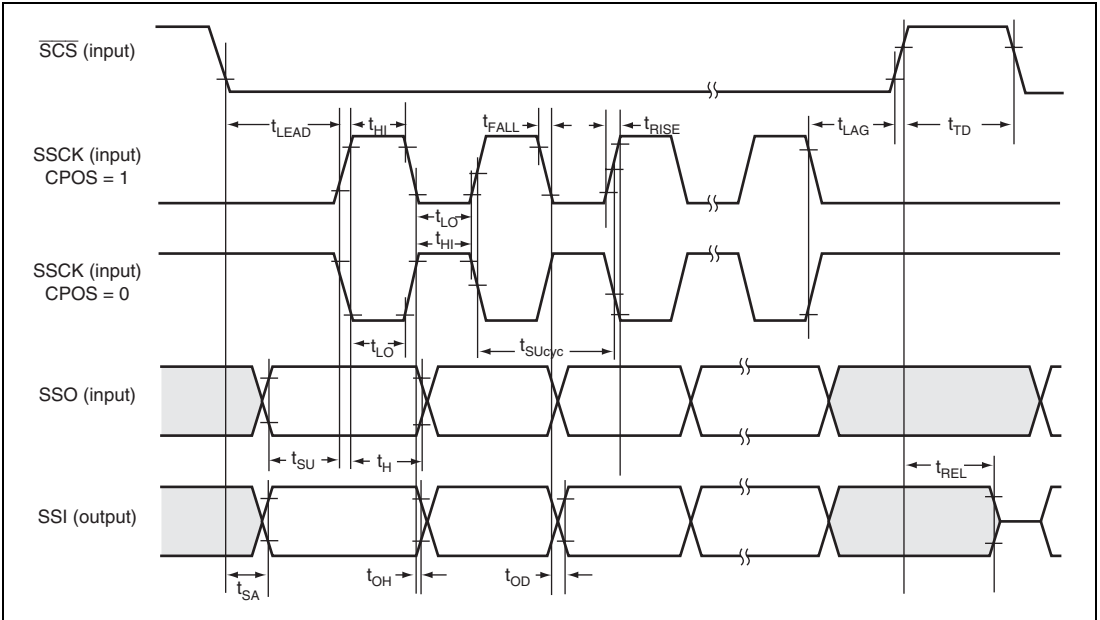 SCS (input)
tLEAD
tHI
tFALL
tRISE
tLAG
tTD
SSCK (input)
CPOS = 1
tLO
tHI
SSCK (input)
CPOS = 0
tLO
tSUcyc
SSO (input)
tSU
tH
tREL
SSI (output)
tSA
tOH
tOD